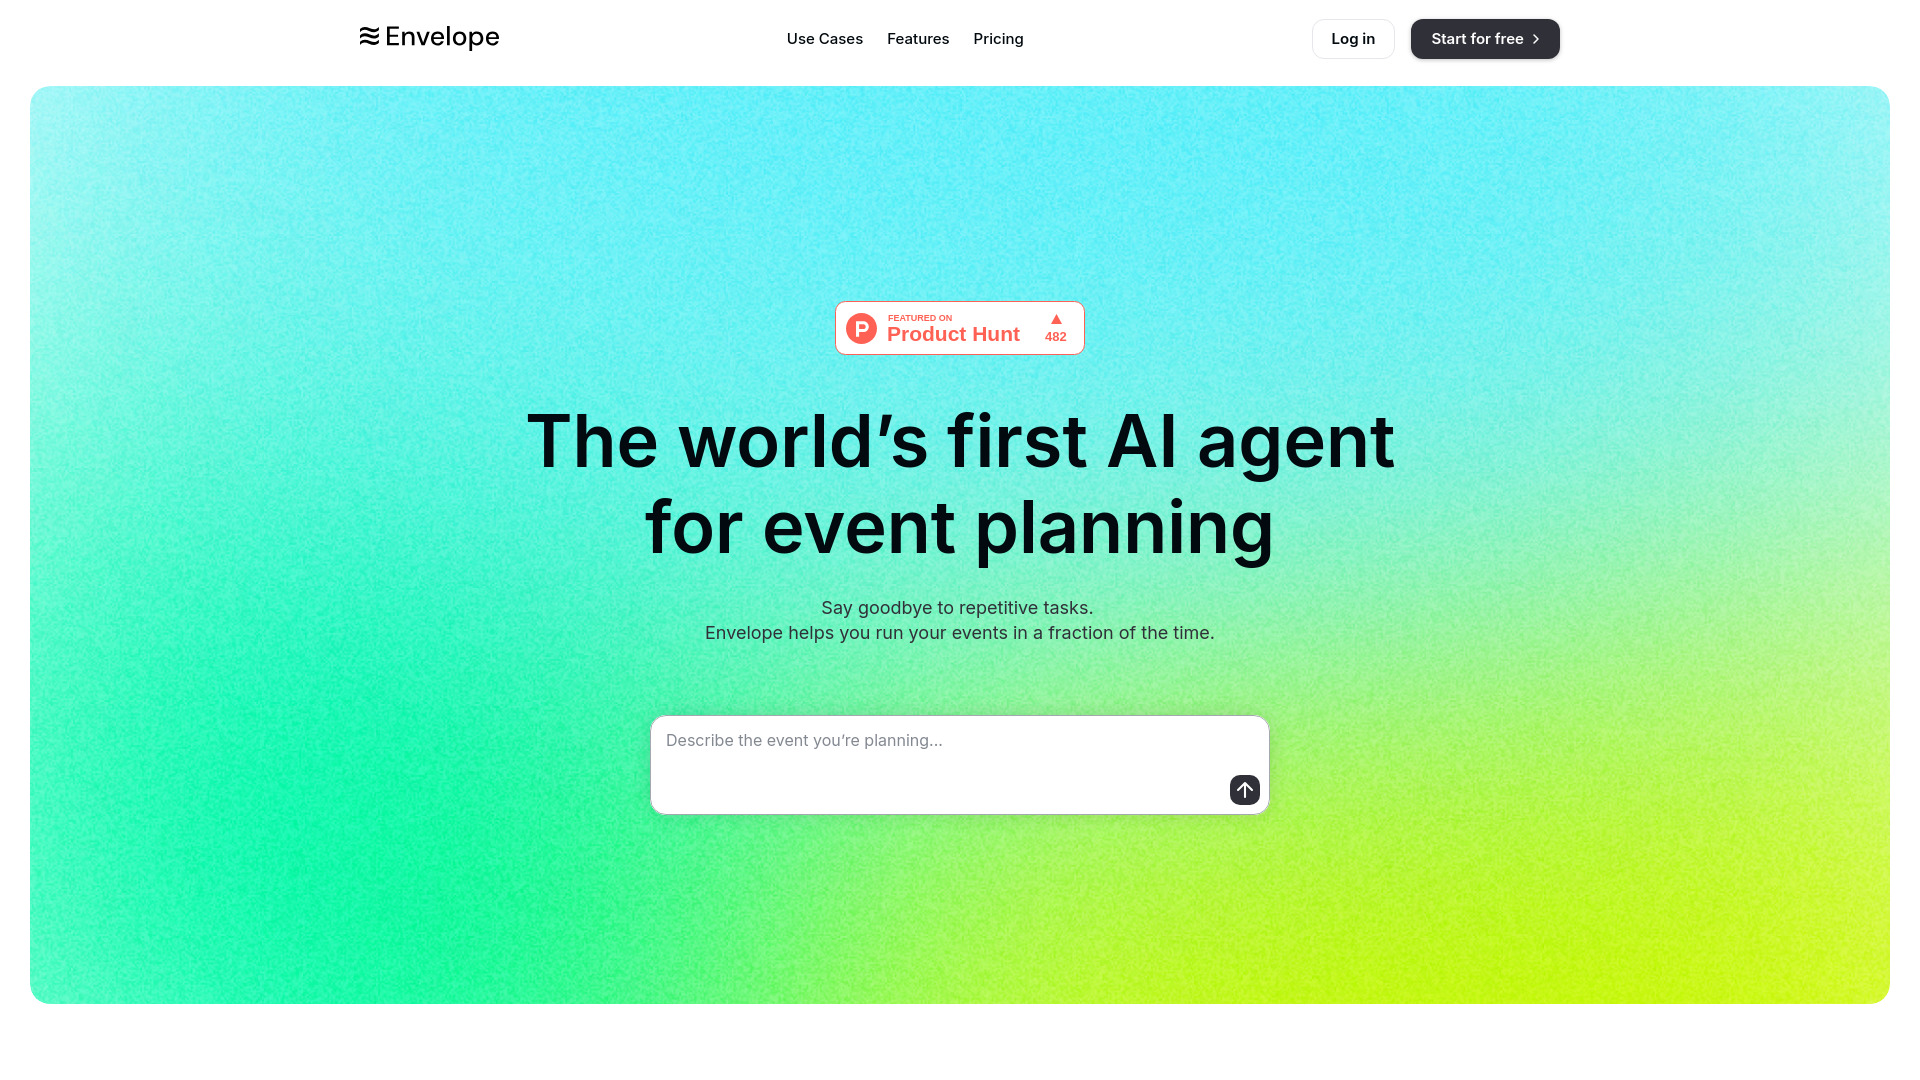 Envelope
Use Cases
Features
Pricing
Log in
Start for free
FEATURED ON
Product Hunt
482
The world’s first AI agent
for event planning
Say goodbye to repetitive tasks.
Envelope helps you run your events in a fraction of the time.
Describe the event you’re planning...